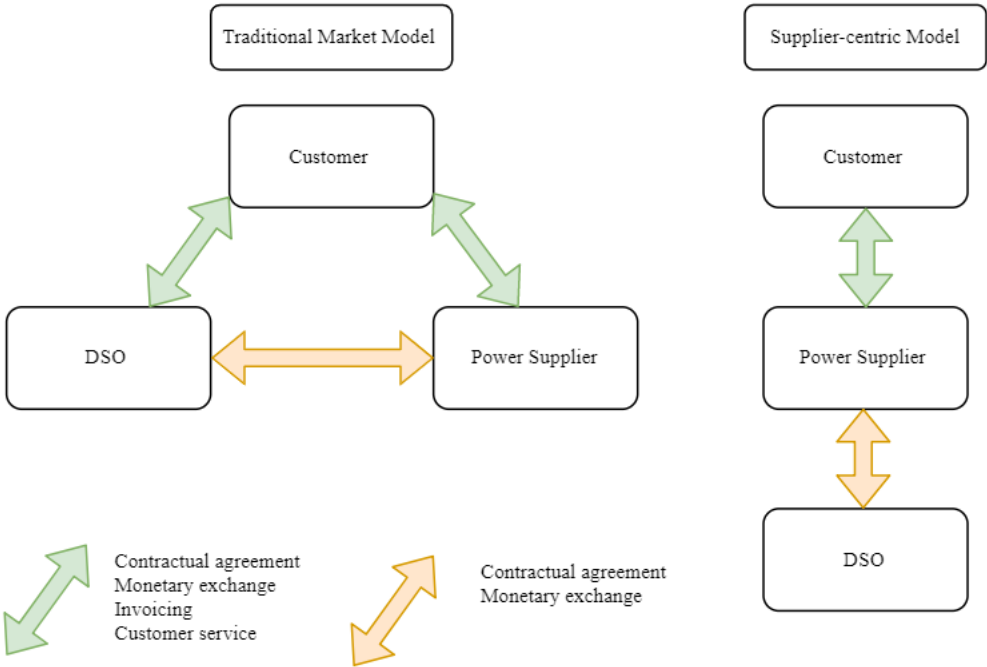 Traditional Market Model
Supplier-centric Model
Customer
Customer
DSO
Power Supplier
Power Supplier
DSO
Contractual agreement
Monetary exchange
Invoicing
Customer service
Contractual agreement
Monetary exchange